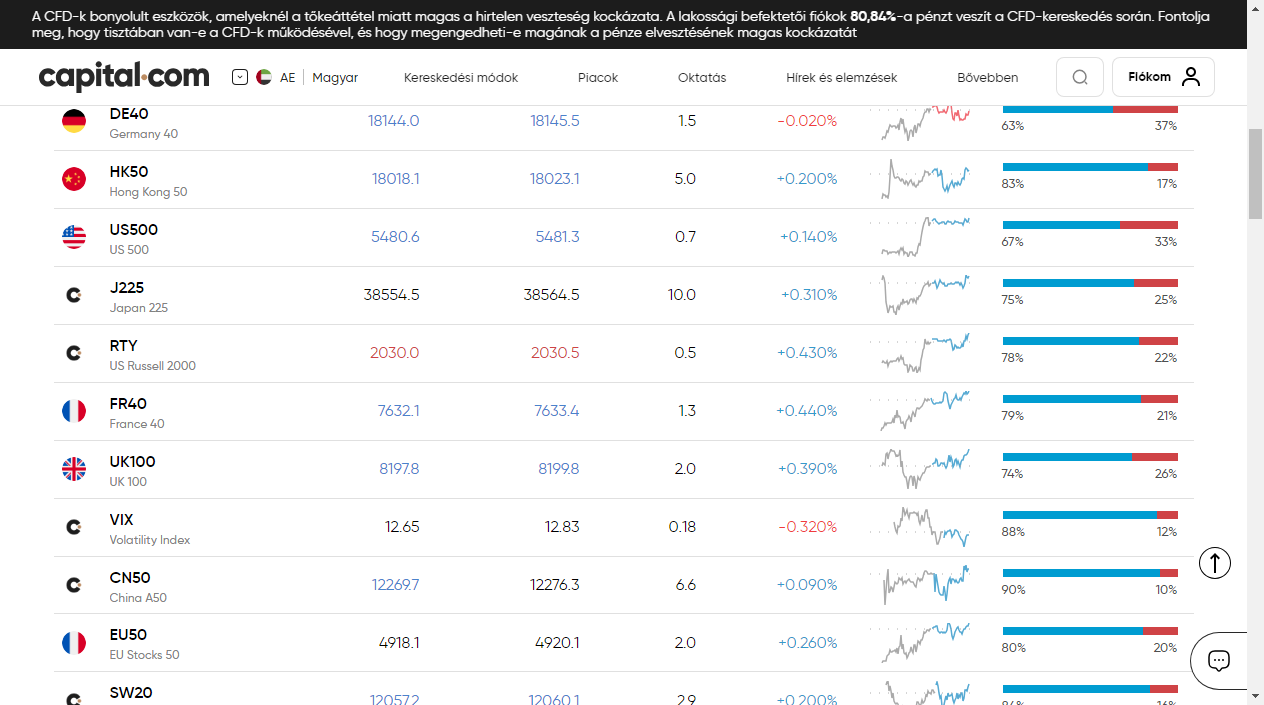 A CFD-k bonyolult eszközök, amelyeknél a tőkeáttétel miatt magas a hirtelen veszteség kockázata. A lakossági befektetői fiókok 80,84%-a pénzt veszít a CFD-kereskedés során. Fontolja
meg, hogy tisztában van-e a CFD-k működésével, és hogy megengedheti-e magának a pénze elvesztésének magas kockázatát
capital.com AE Magyar Kereskedési módok Piacok Oktatás Hírek és elemzések Bővebben Fiókom
DE40 18144.0 18145.5 1.5 -0.020%
Germany 40 63% 37%
HK50 18018.1 18023.1 5.0 +0.200%
Hong Kong 50 83% 17%
US500 5480.6 5481.3 0.7 +0.140%
US 500 67% 33%
J225 38554.5 38564.5 10.0 +0.310%
Japan 225 75% 25%
RTY 2030.0 2030.5 0.5 +0.430%
US Russell 2000 78% 22%
FR40 7632.1 7633.4 1.3 +0.440%
France 40 79% 21%
UK100 8197.8 8199.8 2.0 +0.390%
UK 100 74% 26%
VIX 12.65 12.83 0.18 -0.320%
Volatility Index 88% 12%
CN50 12269.7 12276.3 6.6 +0.090%
China A50 90% 10%
EU50 4918.1 4920.1 2.0 +0.260%
EU Stocks 50 80% 20%
SW20 12057.2 12060.1 2.9 +0.200%